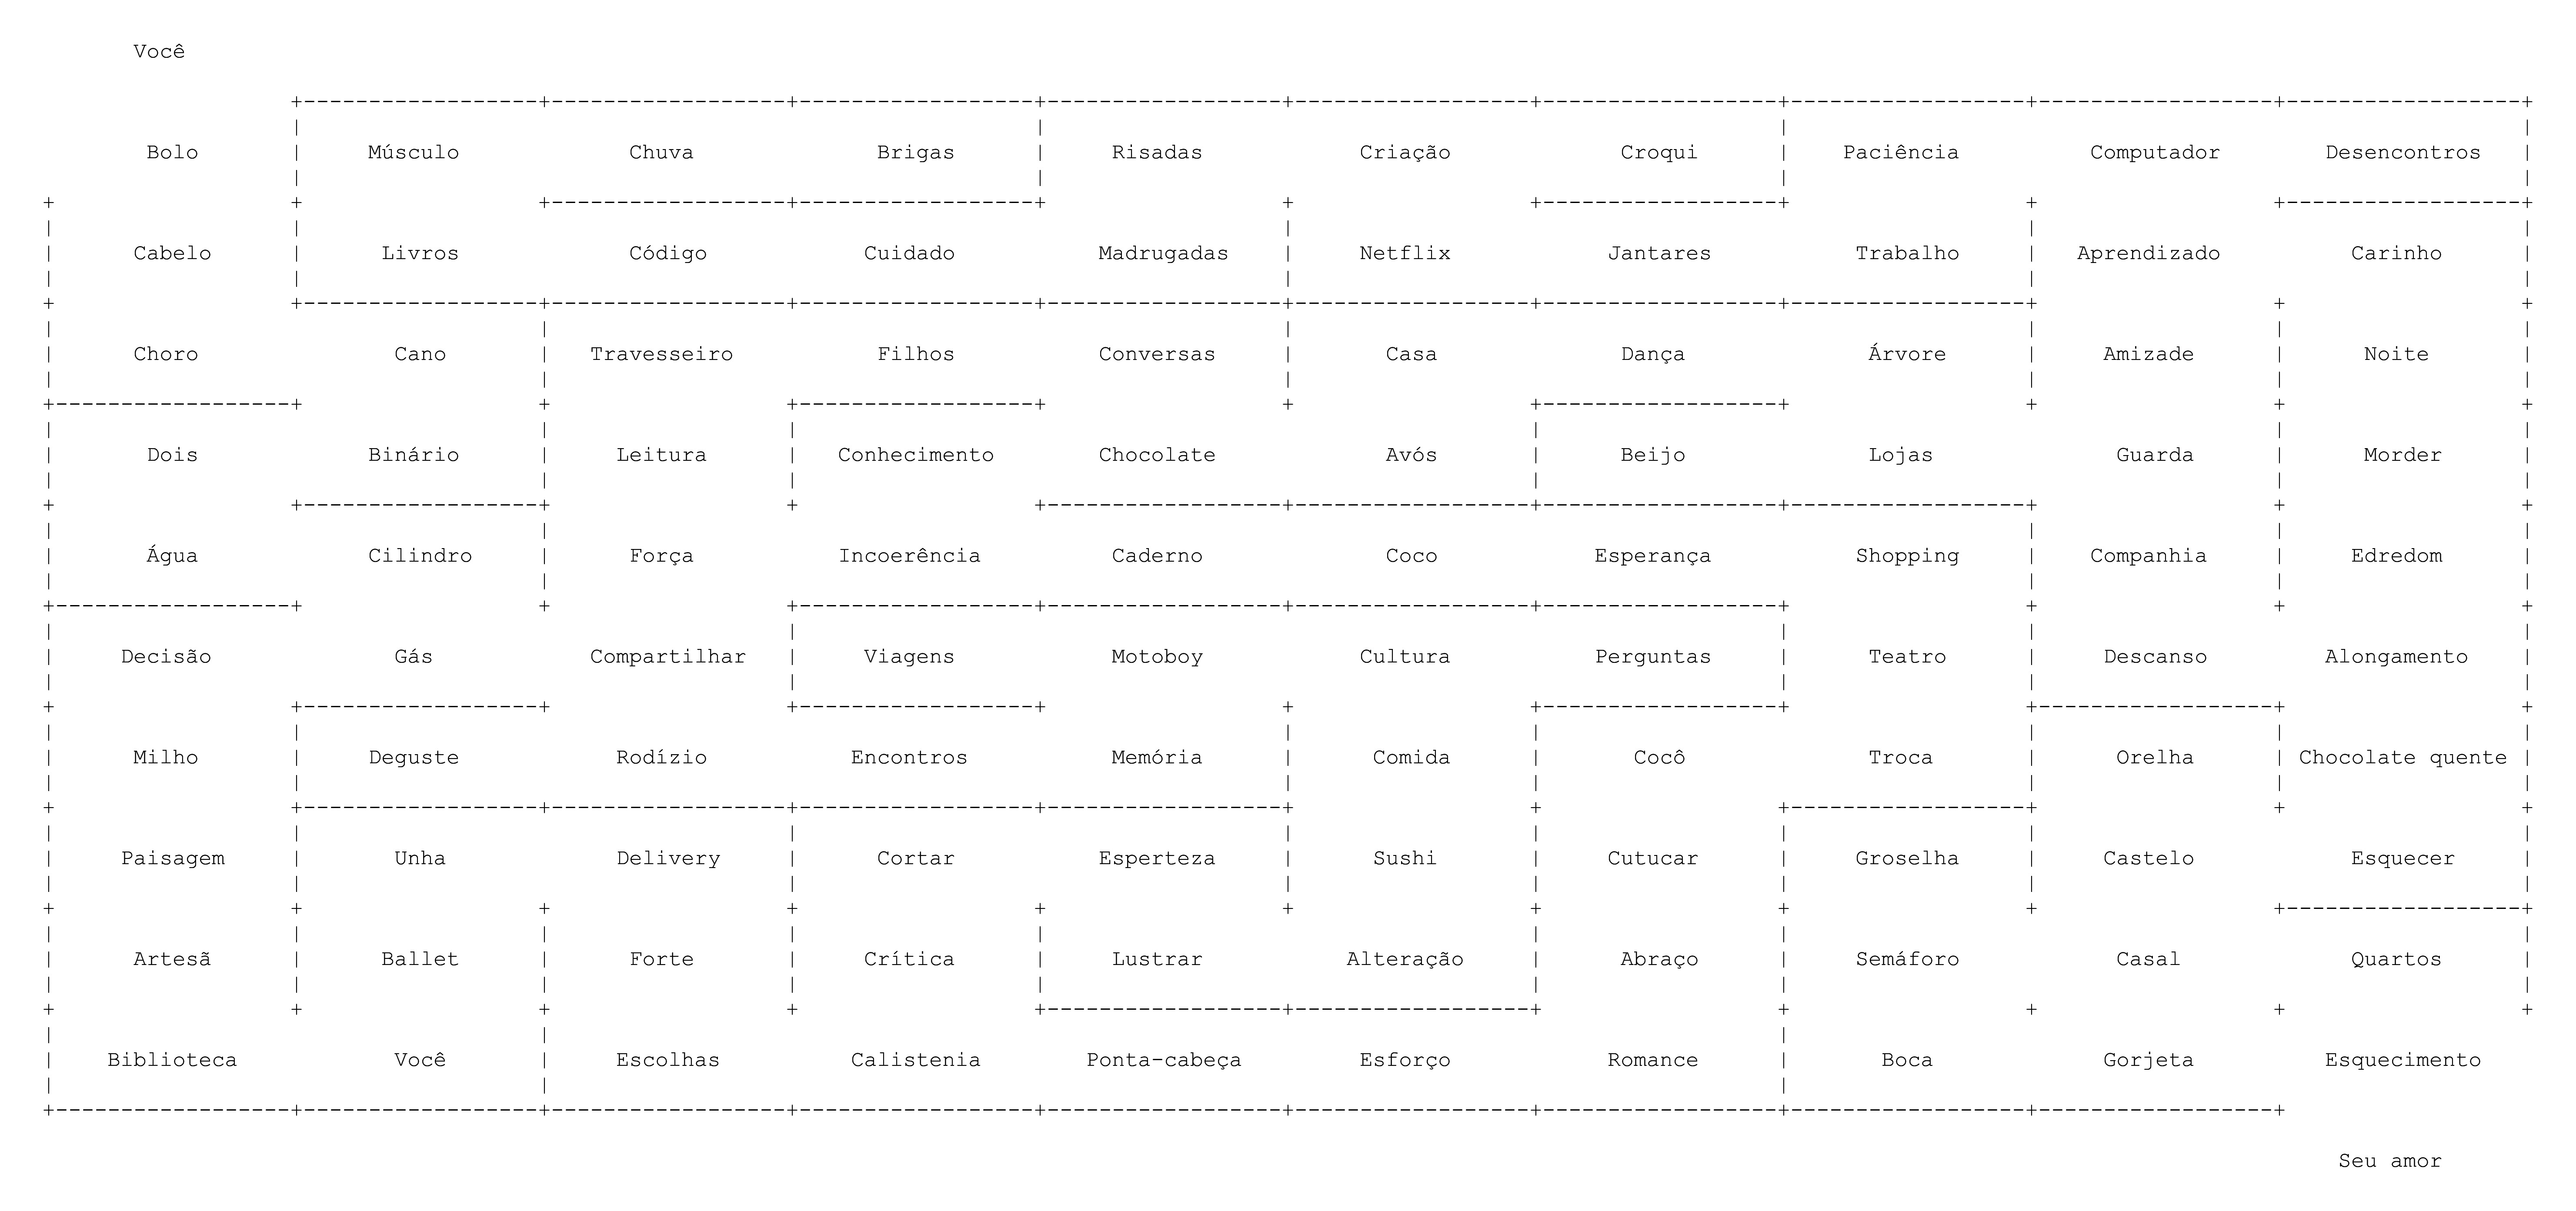 Você
Bolo Músculo Chuva Brigas Risadas Criação Croqui Paciência Computador Desencontros
Cabelo Livros Código Cuidado Madrugadas Netflix Jantares Trabalho Aprendizado Carinho
Choro Cano Travesseiro Filhos Conversas Casa Dança Árvore Amizade Noite
Dois Binário Leitura Conhecimento Chocolate Avós Beijo Lojas Guarda Morder
Água Cilindro Força Incoerência Caderno Coco Esperança Shopping Companhia Edredom
Decisão Gás Compartilhar Viagens Motoboy Cultura Perguntas Teatro Descanso Alongamento
Milho Deguste Rodízio Encontros Memória Comida Cocô Troca Orelha Chocolate quente
Paisagem Unha Delivery Cortar Esperteza Sushi Cutucar Groselha Castelo Esquecer
Artesã Ballet Forte Crítica Lustrar Alteração Abraço Semáforo Casal Quartos
Biblioteca Você Escolhas Calistenia Ponta-cabeça Esforço Romance Boca Gorjeta Esquecimento
Seu amor